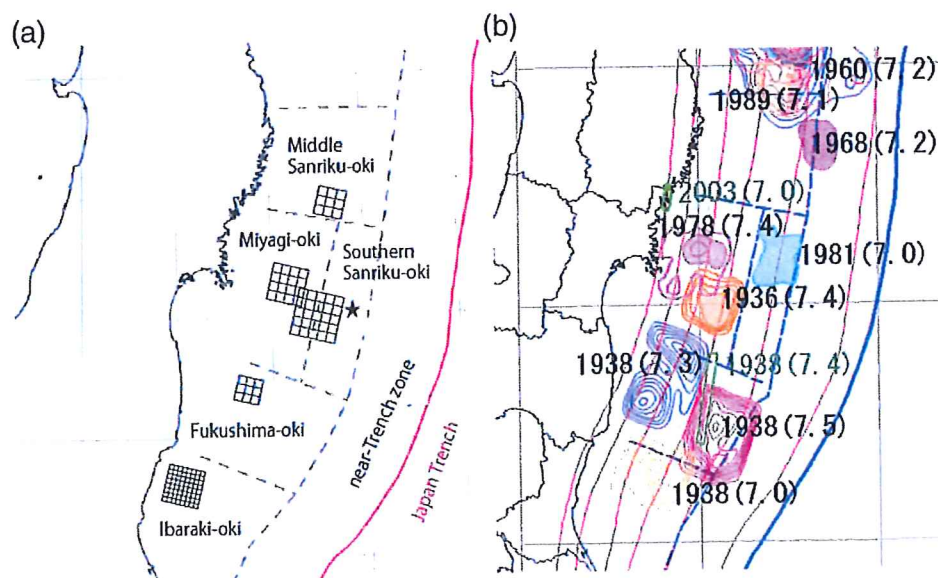 (a)
Middle
Sanriku-oki
Miyagi-oki
Southern
Sanriku-oki
Fukushima-oki
Ibaraki-oki
near-Trench zone
Japan Trench
(b)
1960(7.2)
1989(7.1)
1968(7.2)
2003(7.0)
1978(7.4)
1981(7.0)
1936(7.4)
1938(7.3)
1938(7.4)
1938(7.5)
1938(7.0)